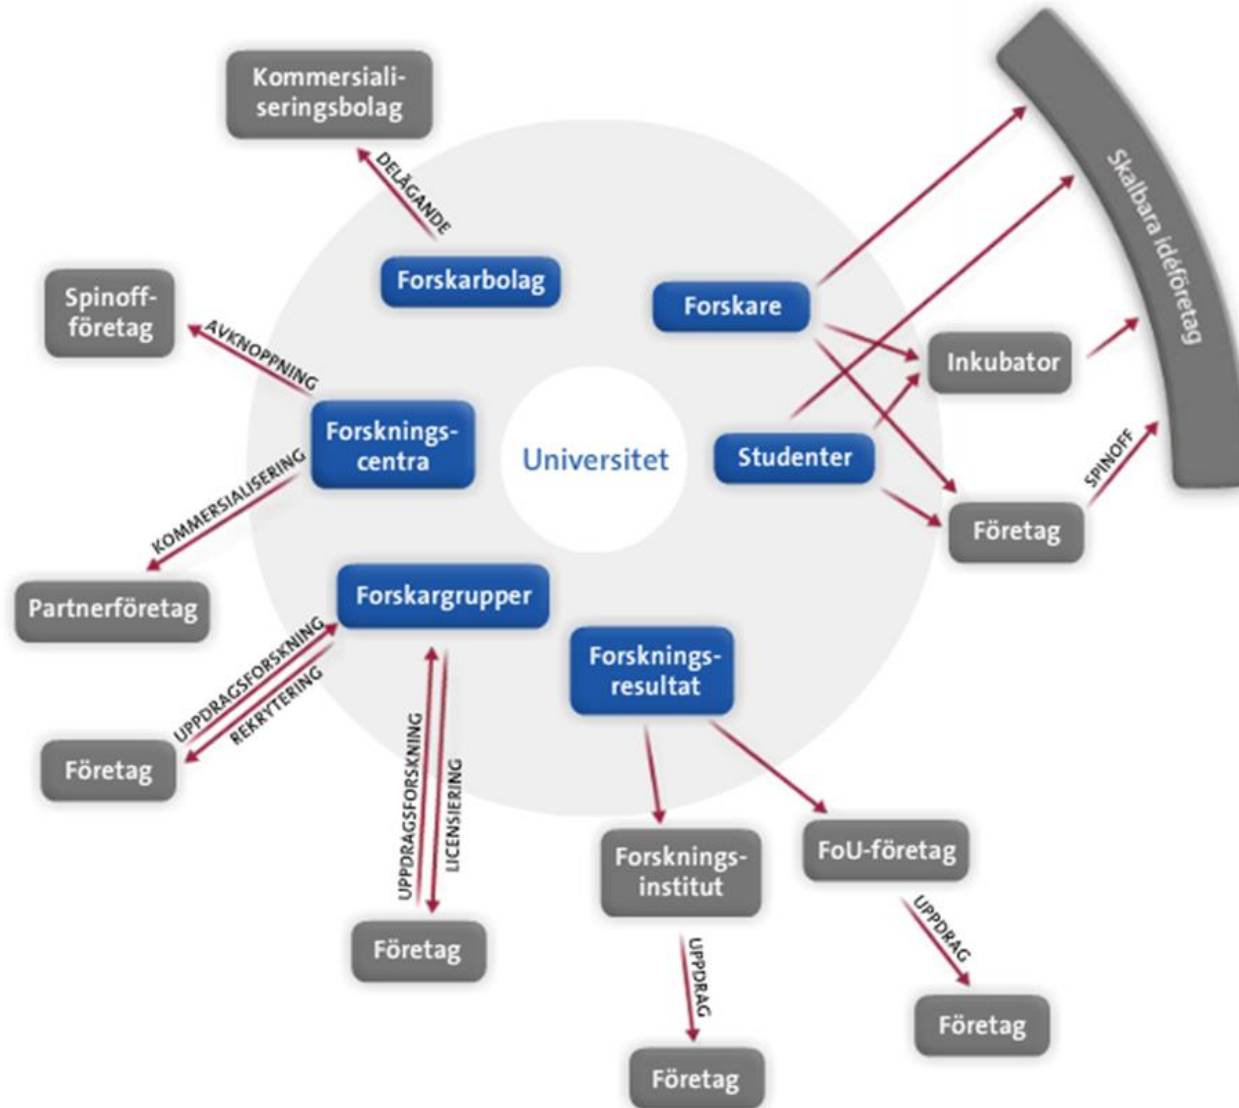 Kommersiali-
seringsbolag
DELÄGANDE
Forskarbolag
Skalbara idéföretag
Spinoff-
företag
AVKNOPPNING
Forskare
Inkubator
Forsknings-
centra
Universitet
Studenter
SPINOFF
KOMMERSIALISERING
Företag
Partnerföretag
Forskargrupper
UPPDRAGSFORSKNING
REKRYTERING
Forsknings-
resultat
Företag
UPPDRAGSFORSKNING
LICENSIERING
Forsknings-
institut
FoU-företag
Företag
UPPDRAG
UPPDRAG
Företag
Företag